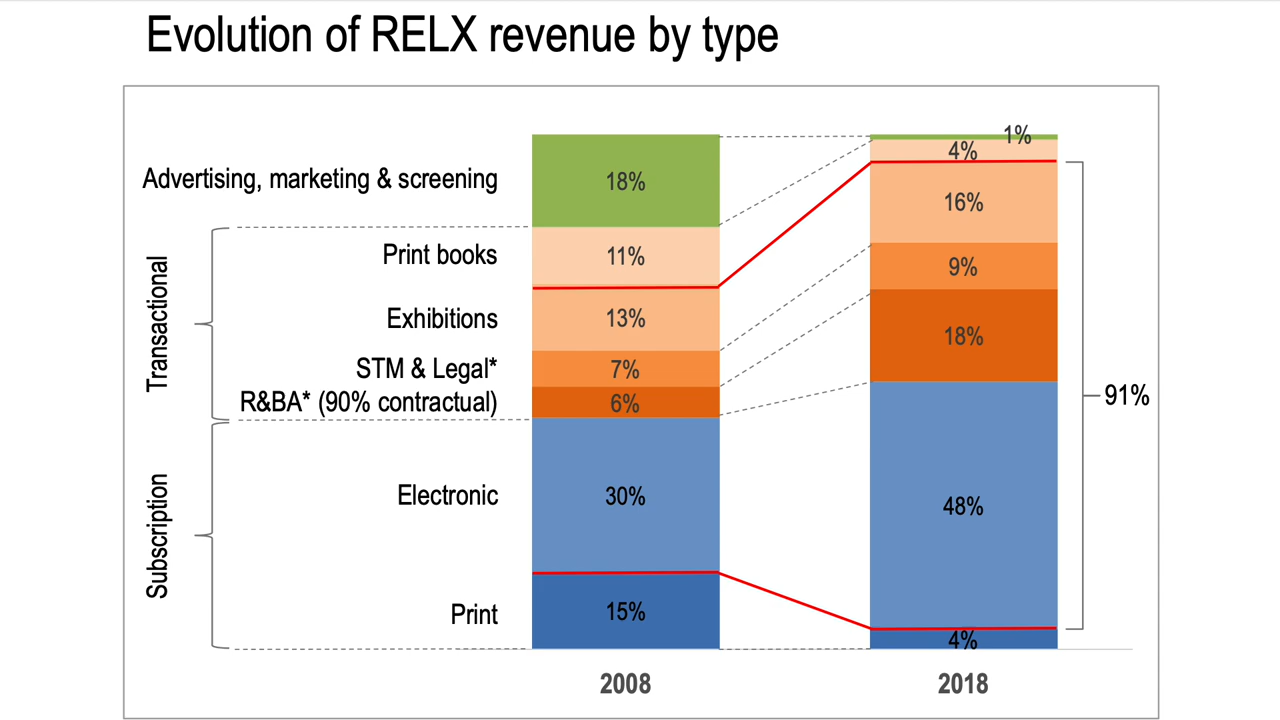 Evolution of RELX revenue by type
1%
4%
Advertising, marketing & screening
18%
16%
Print books
11%
9%
Exhibitions
13%
18%
STM & Legal*
7%
R&BA* (90% contractual)
6%
91%
Transactional
Electronic
30%
48%
Subscription
Print
15%
4%
2008
2018